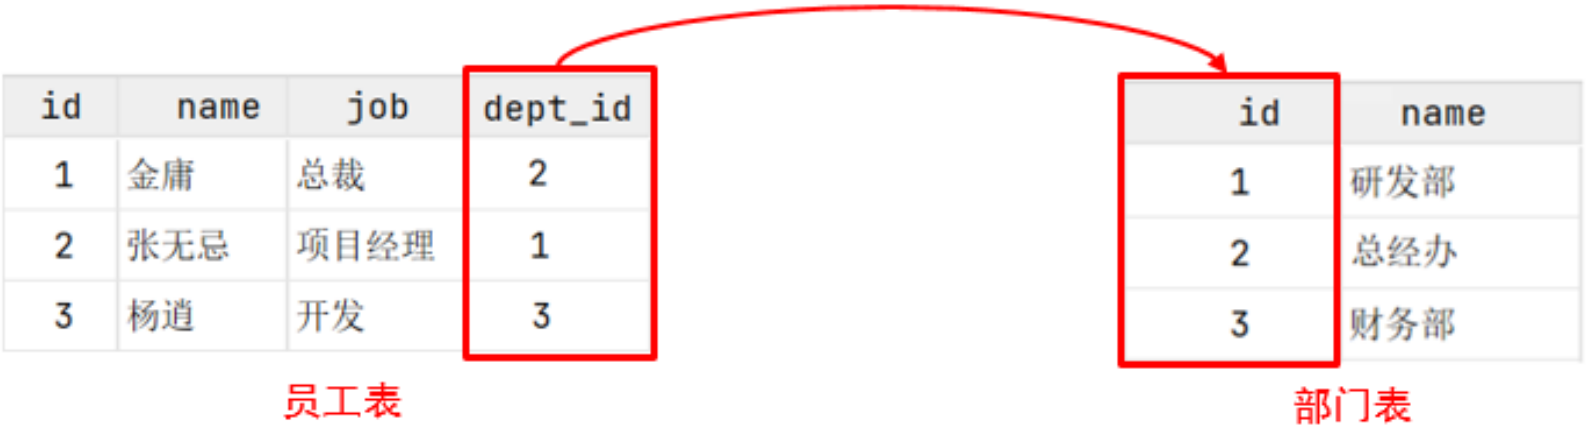 id name job dept_id
1 金庸 总裁 2
2 张无忌 项目经理 1
3 杨逍 开发 3
员工表
id name
1 研发部
2 总经办
3 财务部
部门表